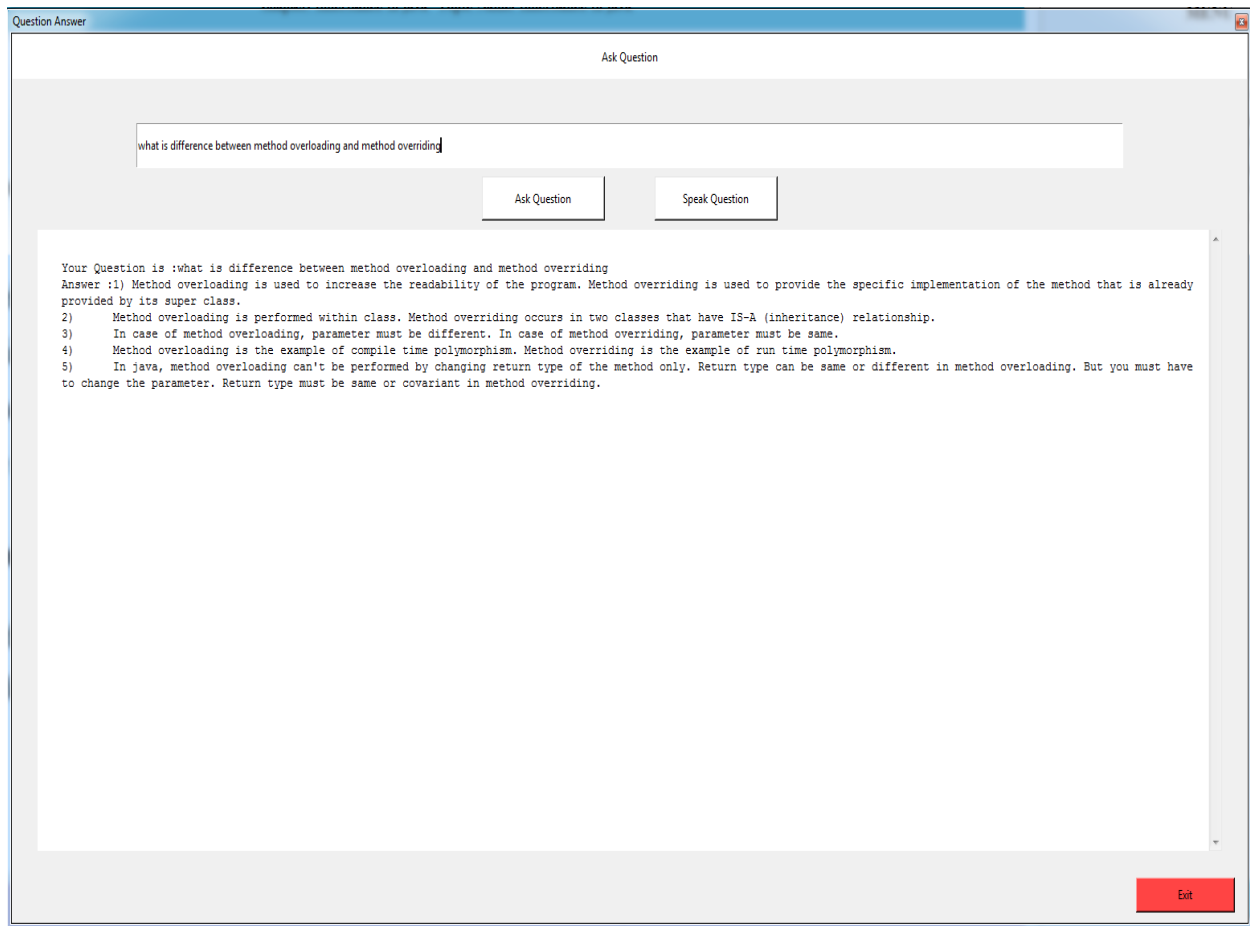 Question Answer
Ask Question
what is difference between method overloading and method overriding
Ask Question
Speak Question
Your Question is :what is difference between method overloading and method overriding
Answer :1) Method overloading is used to increase the readability of the program. Method overriding is used to provide the specific implementation of the method that is already
provided by its super class.
2) Method overloading is performed within class. Method overriding occurs in two classes that have IS-A (inheritance) relationship.
3) In case of method overloading, parameter must be different. In case of method overriding, parameter must be same.
4) Method overloading is the example of compile time polymorphism. Method overriding is the example of run time polymorphism.
5) In java, method overloading can't be performed by changing return type of the method only. Return type can be same or different in method overloading. But you must have
to change the parameter. Return type must be same or covariant in method overriding.
Exit